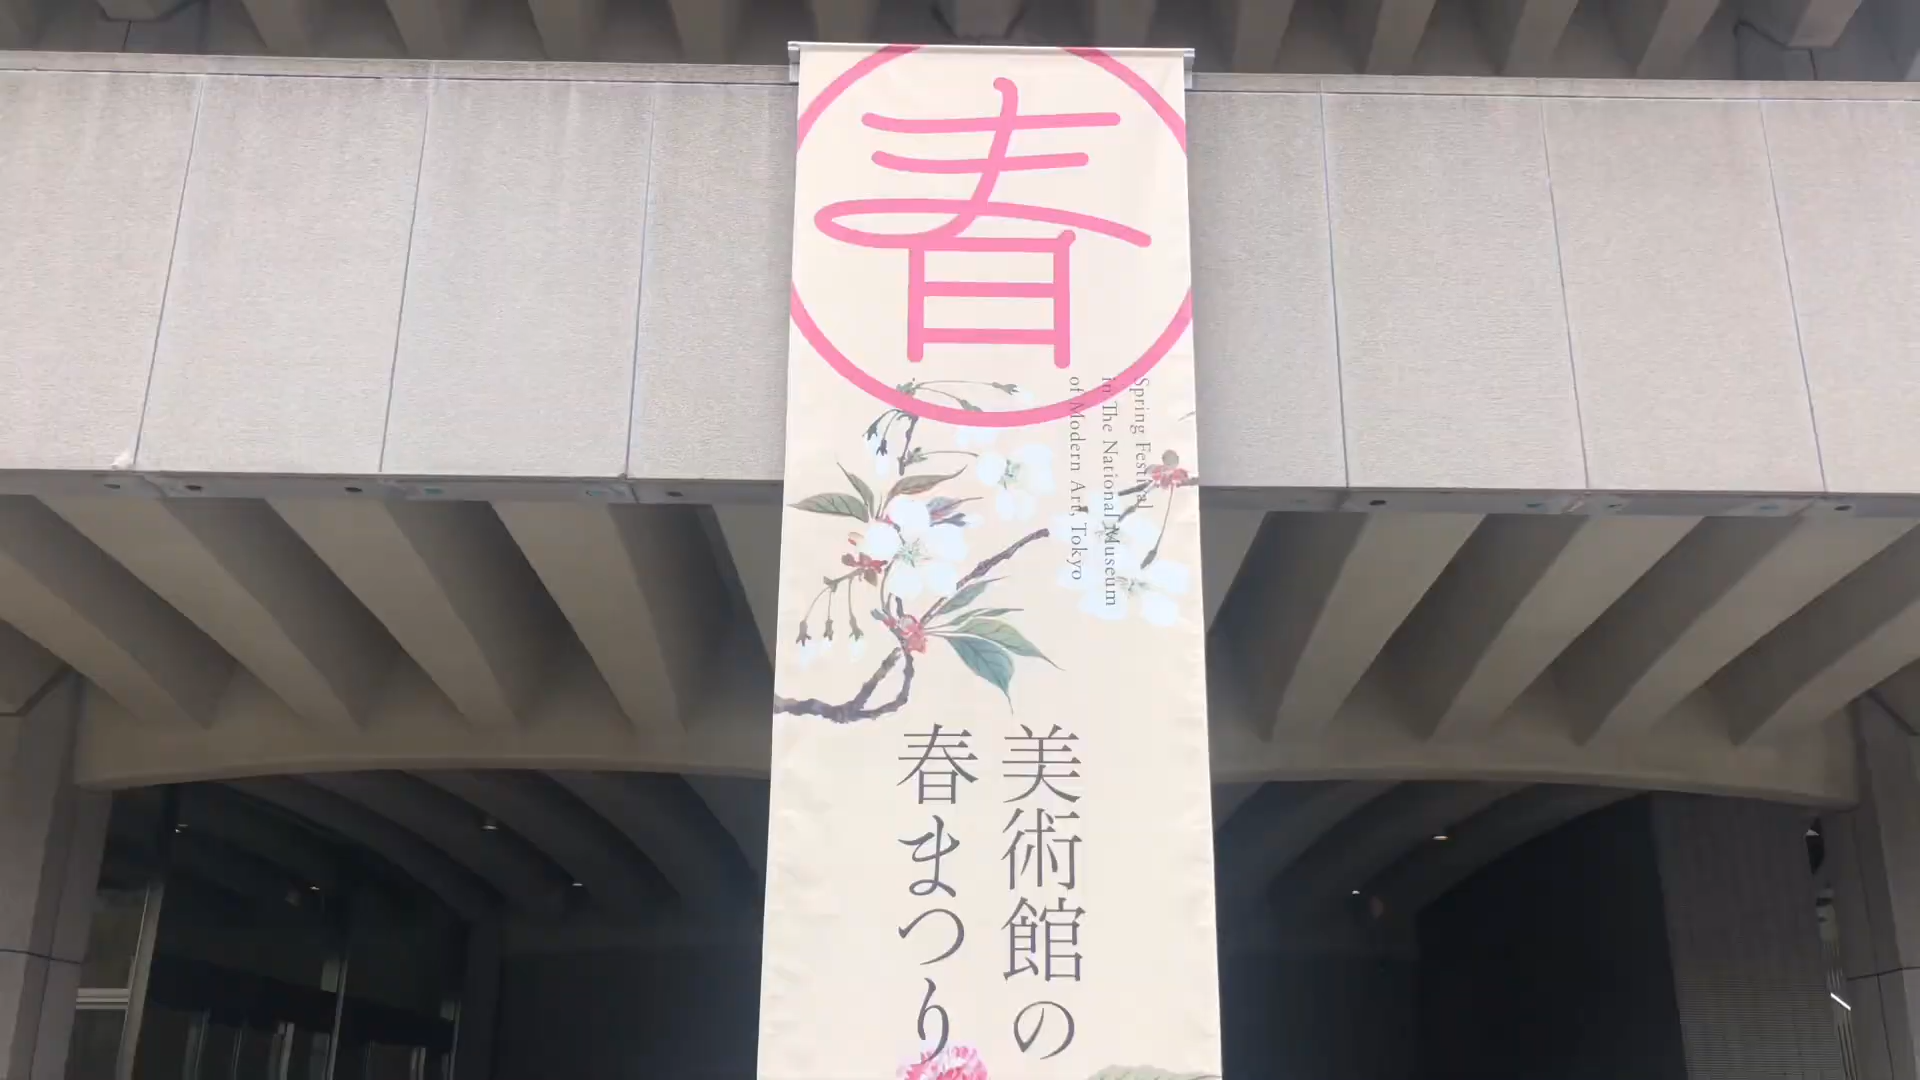 春
Spring Festival
in The National Museum
of Modern Art, Tokyo
美術館の
春まつり